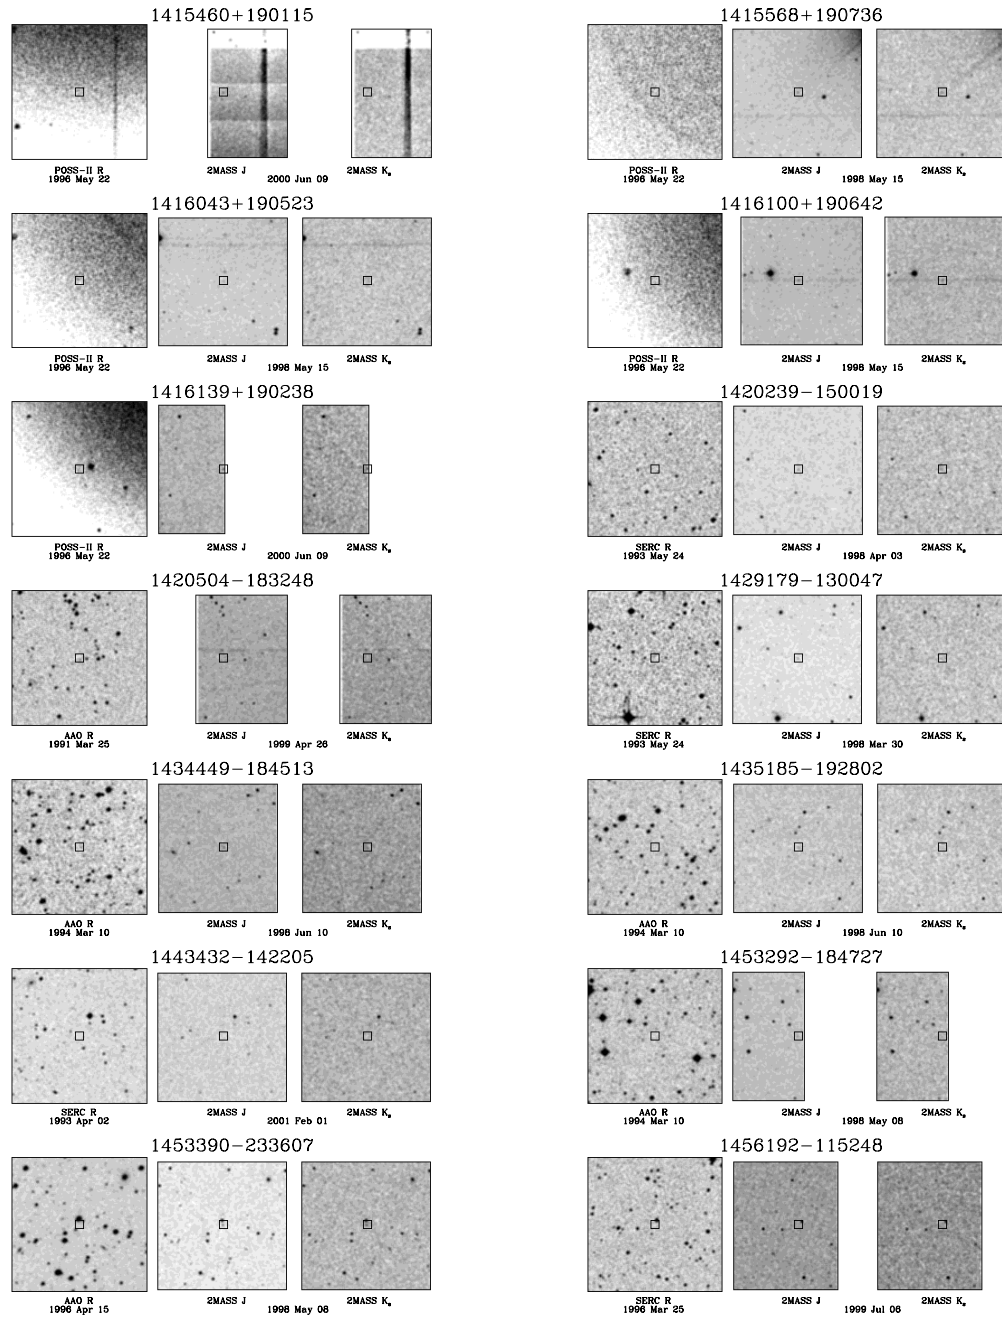 1415460+190115
POSS-II R
1996 May 22
2MASS J
2000 Jun 09
2MASS Ks
1415568+190736
POSS-II R
1996 May 22
2MASS J
1998 May 15
2MASS Ks
1416043+190523
POSS-II R
1996 May 22
2MASS J
1998 May 15
2MASS Ks
1416100+190642
POSS-II R
1996 May 22
2MASS J
1998 May 15
2MASS Ks
1416139+190238
POSS-II R
1996 May 22
2MASS J
2000 Jun 09
2MASS Ks
1420239-150019
SERC R
1993 May 24
2MASS J
1998 Apr 03
2MASS Ks
1420504-183248
AAO R
1991 Mar 25
2MASS J
1999 Apr 26
2MASS Ks
1429179-130047
SERC R
1993 May 24
2MASS J
1998 Mar 30
2MASS Ks
1434449-184513
AAO R
1994 Mar 10
2MASS J
1998 Jun 10
2MASS Ks
1435185-192802
AAO R
1994 Mar 10
2MASS J
1998 Jun 10
2MASS Ks
1443432-142205
SERC R
1993 Apr 02
2MASS J
2001 Feb 01
2MASS Ks
1453292-184727
AAO R
1994 Mar 10
2MASS J
1998 May 08
2MASS Ks
1453390-233607
AAO R
1996 Apr 15
2MASS J
1998 May 08
2MASS Ks
1456192-115248
SERC R
1996 Mar 25
2MASS J
1999 Jul 06
2MASS Ks